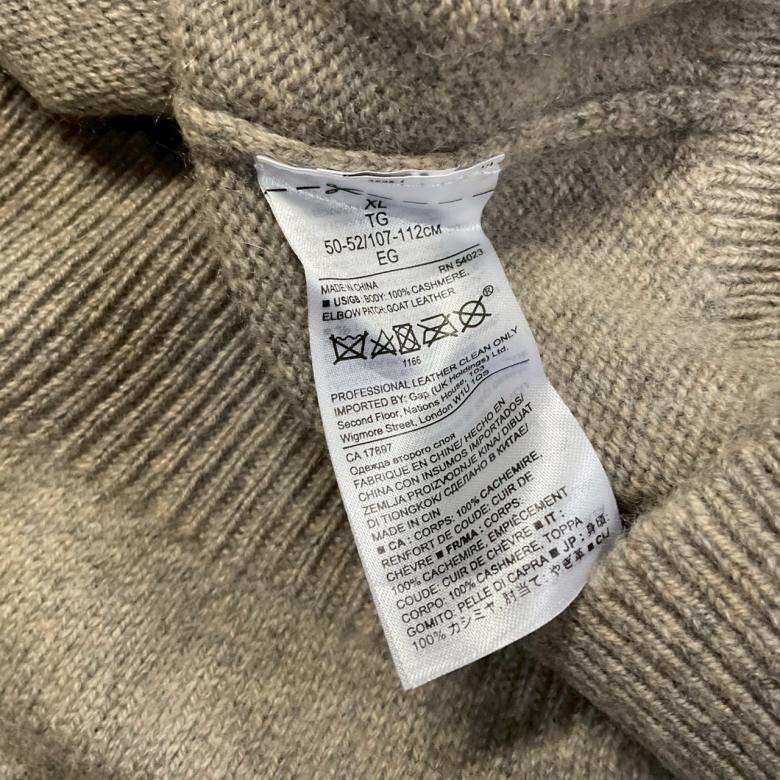 XL
TG
50-52/107-112CM
EG
RN 54023
MADE IN CHINA
■ US/GB: BODY: 100% CASHMERE.
ELBOW PATCH: GOAT LEATHER.
®
1166
PROFESSIONAL LEATHER CLEAN ONLY
IMPORTED BY: Gap (UK Holdings) Ltd.
Second Floor, Nations House, 103
Wigmore Street, London W1U 1QS
CA 17897
Одежда второго слоя
FABRIQUE EN CHINE/ HECHO EN
CHINA CON INSUMOS IMPORTADOS/
ZEMLJA PROIZVODNJE KINA/ DIBUAT
DI TIONGKOK/ СДЕЛАНО В КИТАЕ/
MADE IN CIN
■ CA: CORPS: 100% CACHEMIRE.
RENFORT DE COUDE: CUIR DE
CHÈVRE ■ FR/MA: CORPS:
100% CACHEMIRE, EMPIÈCEMENT
COUDE: CUIR DE CHÈVRE ■ IT:
CORPO: 100% CASHMERE, TOPPA
GOMITO: PELLE DI CAPRA ■ JP: 身頃:
100% カシミヤ, 肘当て: やぎ革 ■ CN